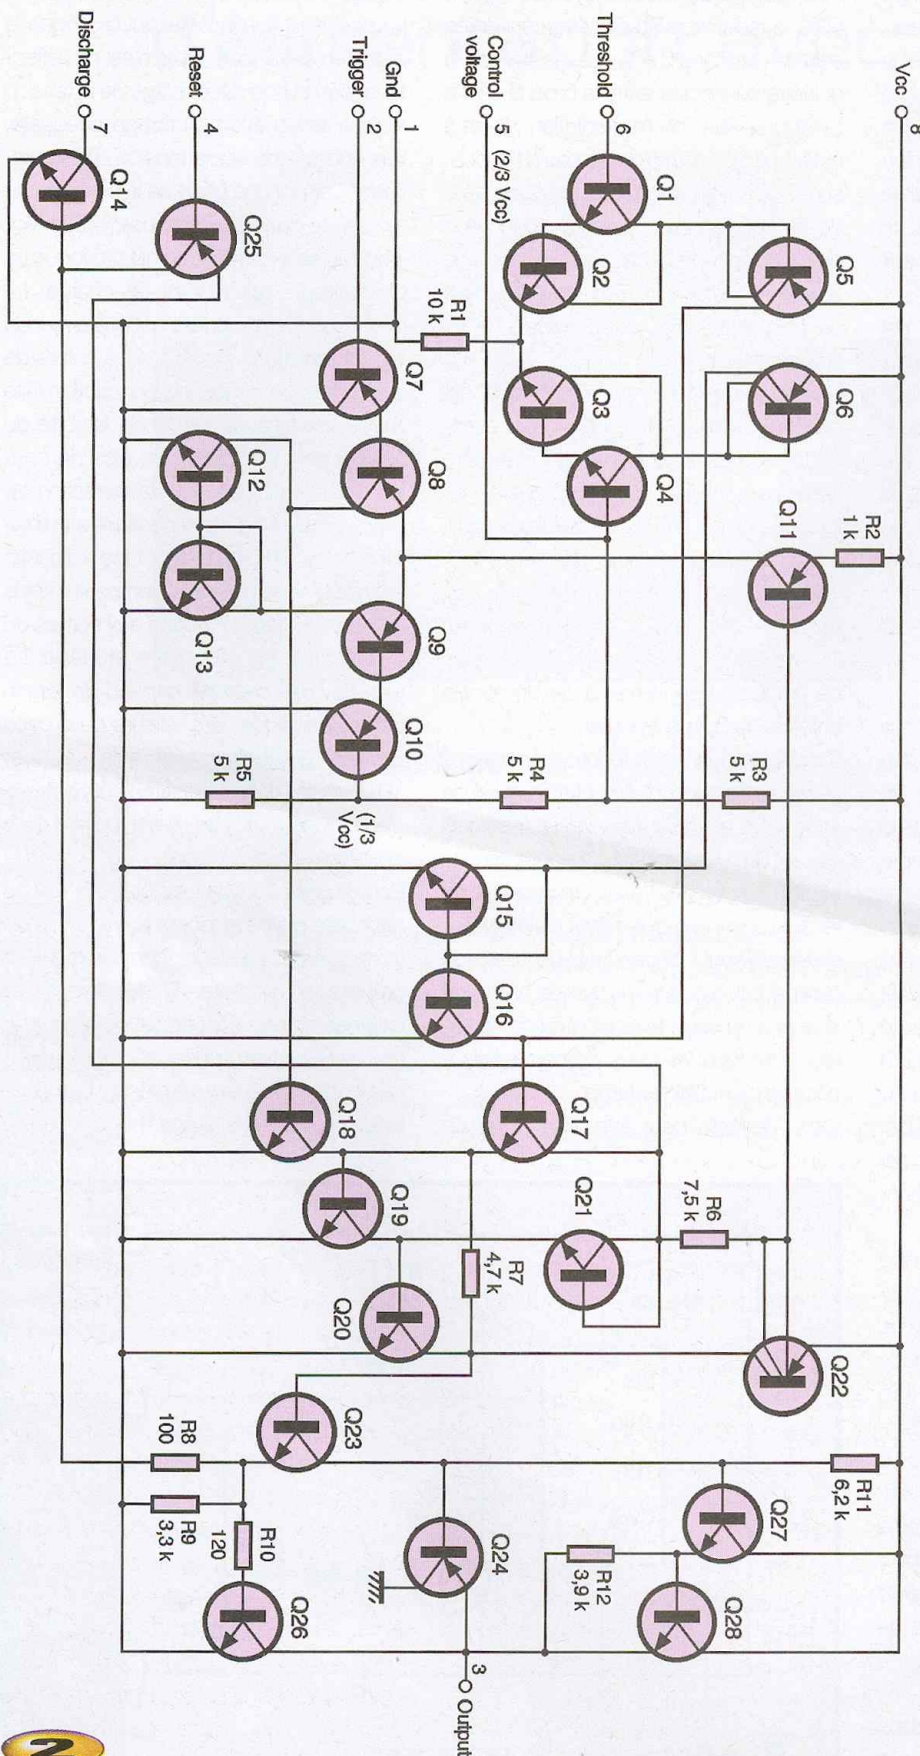 Vcc 8
Threshold 6
Control
voltage 5 (2/3 Vcc)
Gnd 1
Trigger 2
Reset 4
Discharge 7
Q1
Q2
Q3
Q4
Q5
Q6
R1
10 k
Q7
Q8
Q9
Q10
Q11
R2
1 k
Q12
Q13
Q14
Q25
R3
5 k
R4
5 k
R5
5 k
(1/3
Vcc)
Q15
Q16
Q17
Q18
Q19
Q20
Q21
R6
7,5 k
R7
4,7 k
Q22
Q23
R8
100
R9
3,3 k
R10
120
R11
6,2 k
Q27
Q24
R12
3,9 k
Q28
Q26
3 Output
2